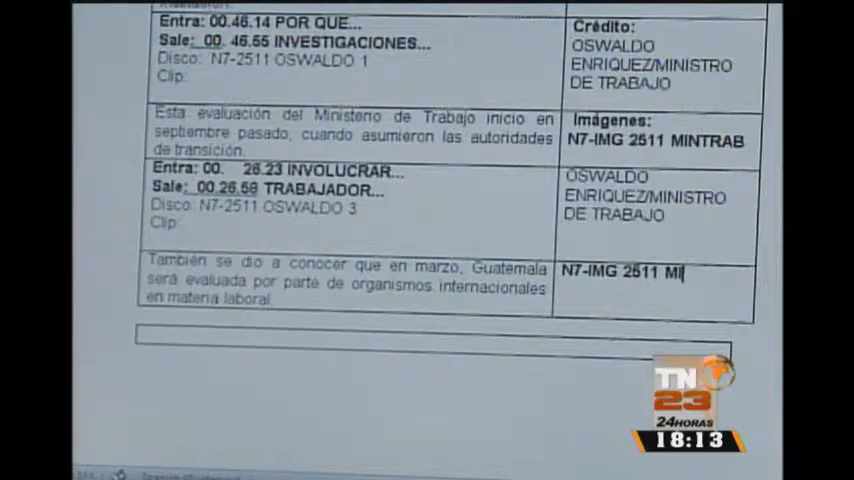 Entra: 00.46.14 POR QUE...
Sale: 00. 46.55 INVESTIGACIONES...
Disco: N7-2511 OSWALDO 1
Clip:
Crédito:
OSWALDO
ENRIQUEZ/MINISTRO
DE TRABAJO
Esta evaluación del Ministerio de Trabajo inicio en
septiembre pasado, cuando asumieron las autoridades
de transición.
Imágenes:
N7-IMG 2511 MINTRAB
Entra: 00. 26.23 INVOLUCRAR...
Sale: 00.26.58 TRABAJADOR...
Disco: N7-2511 OSWALDO 3
Clip:
OSWALDO
ENRIQUEZ/MINISTRO
DE TRABAJO
También se dio a conocer que en marzo, Guatemala
será evaluada por parte de organismos internacionales
en materia laboral.
N7-IMG 2511 MI
TN
23
24HORAS
18:13